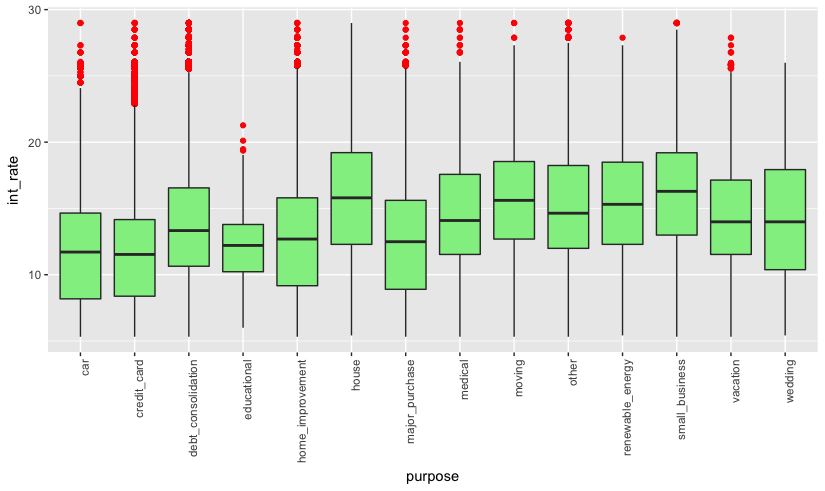 30
20
10
int_rate
car
credit_card
debt_consolidation
educational
home_improvement
house
major_purchase
medical
moving
other
renewable_energy
small_business
vacation
wedding
purpose